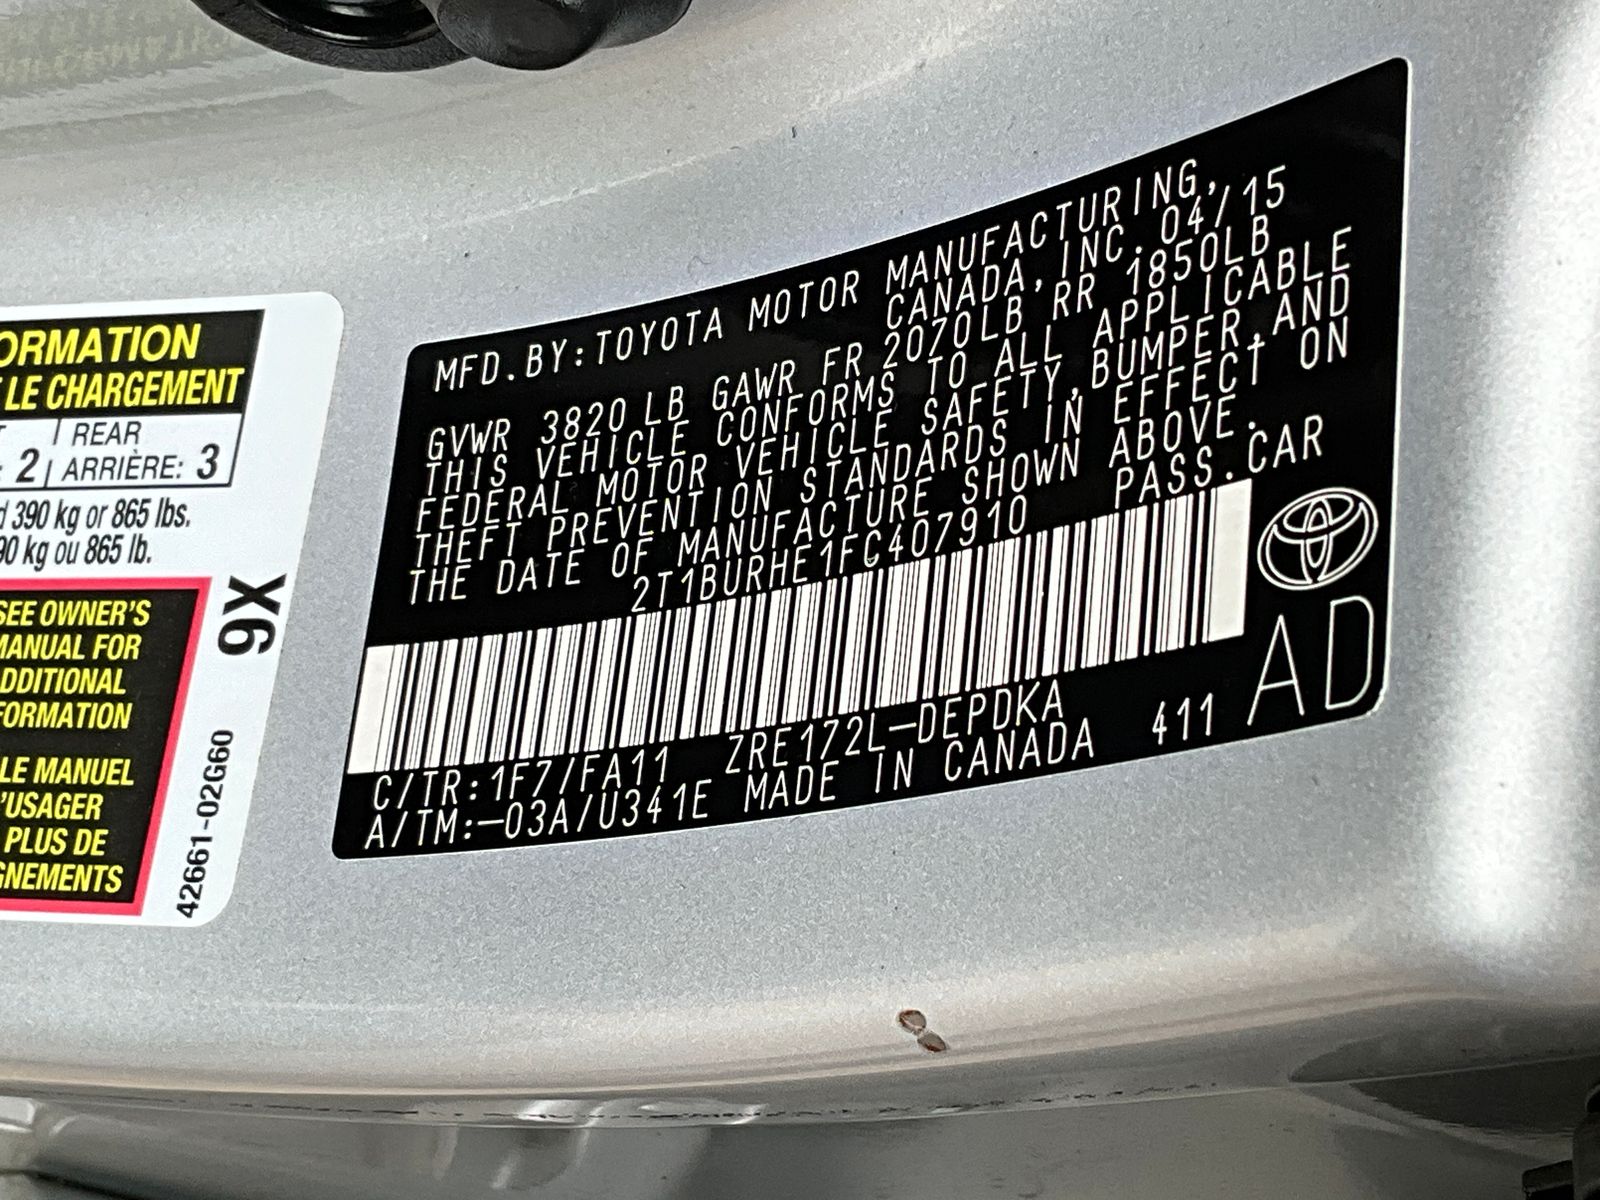 ORMATION
LE CHARGEMENT
REAR
2 ARRIÈRE: 3
390 kg or 865 lbs.
90 kg ou 865 lb.
SEE OWNER'S
MANUAL FOR
DDITIONAL
FORMATION
LE MANUEL
'USAGER
PLUS DE
GNEMENTS
9X
42661-02G60
MFD.BY:TOYOTA MOTOR MANUFACTURING,
CANADA,INC.04/15
GVWR 3820LB GAWR FR 2070LB RR 1850LB
THIS VEHICLE CONFORMS TO ALL APPLICABLE
FEDERAL MOTOR VEHICLE SAFETY,BUMPER,AND
THEFT PREVENTION STANDARDS IN EFFECT ON
THE DATE OF MANUFACTURE SHOWN ABOVE.
2T1BURHE1FC407910 PASS.CAR
C/TR:1F7/FA11 ZRE172L-DEPDKA
A/TM:-03A/U341E MADE IN CANADA 411
AD